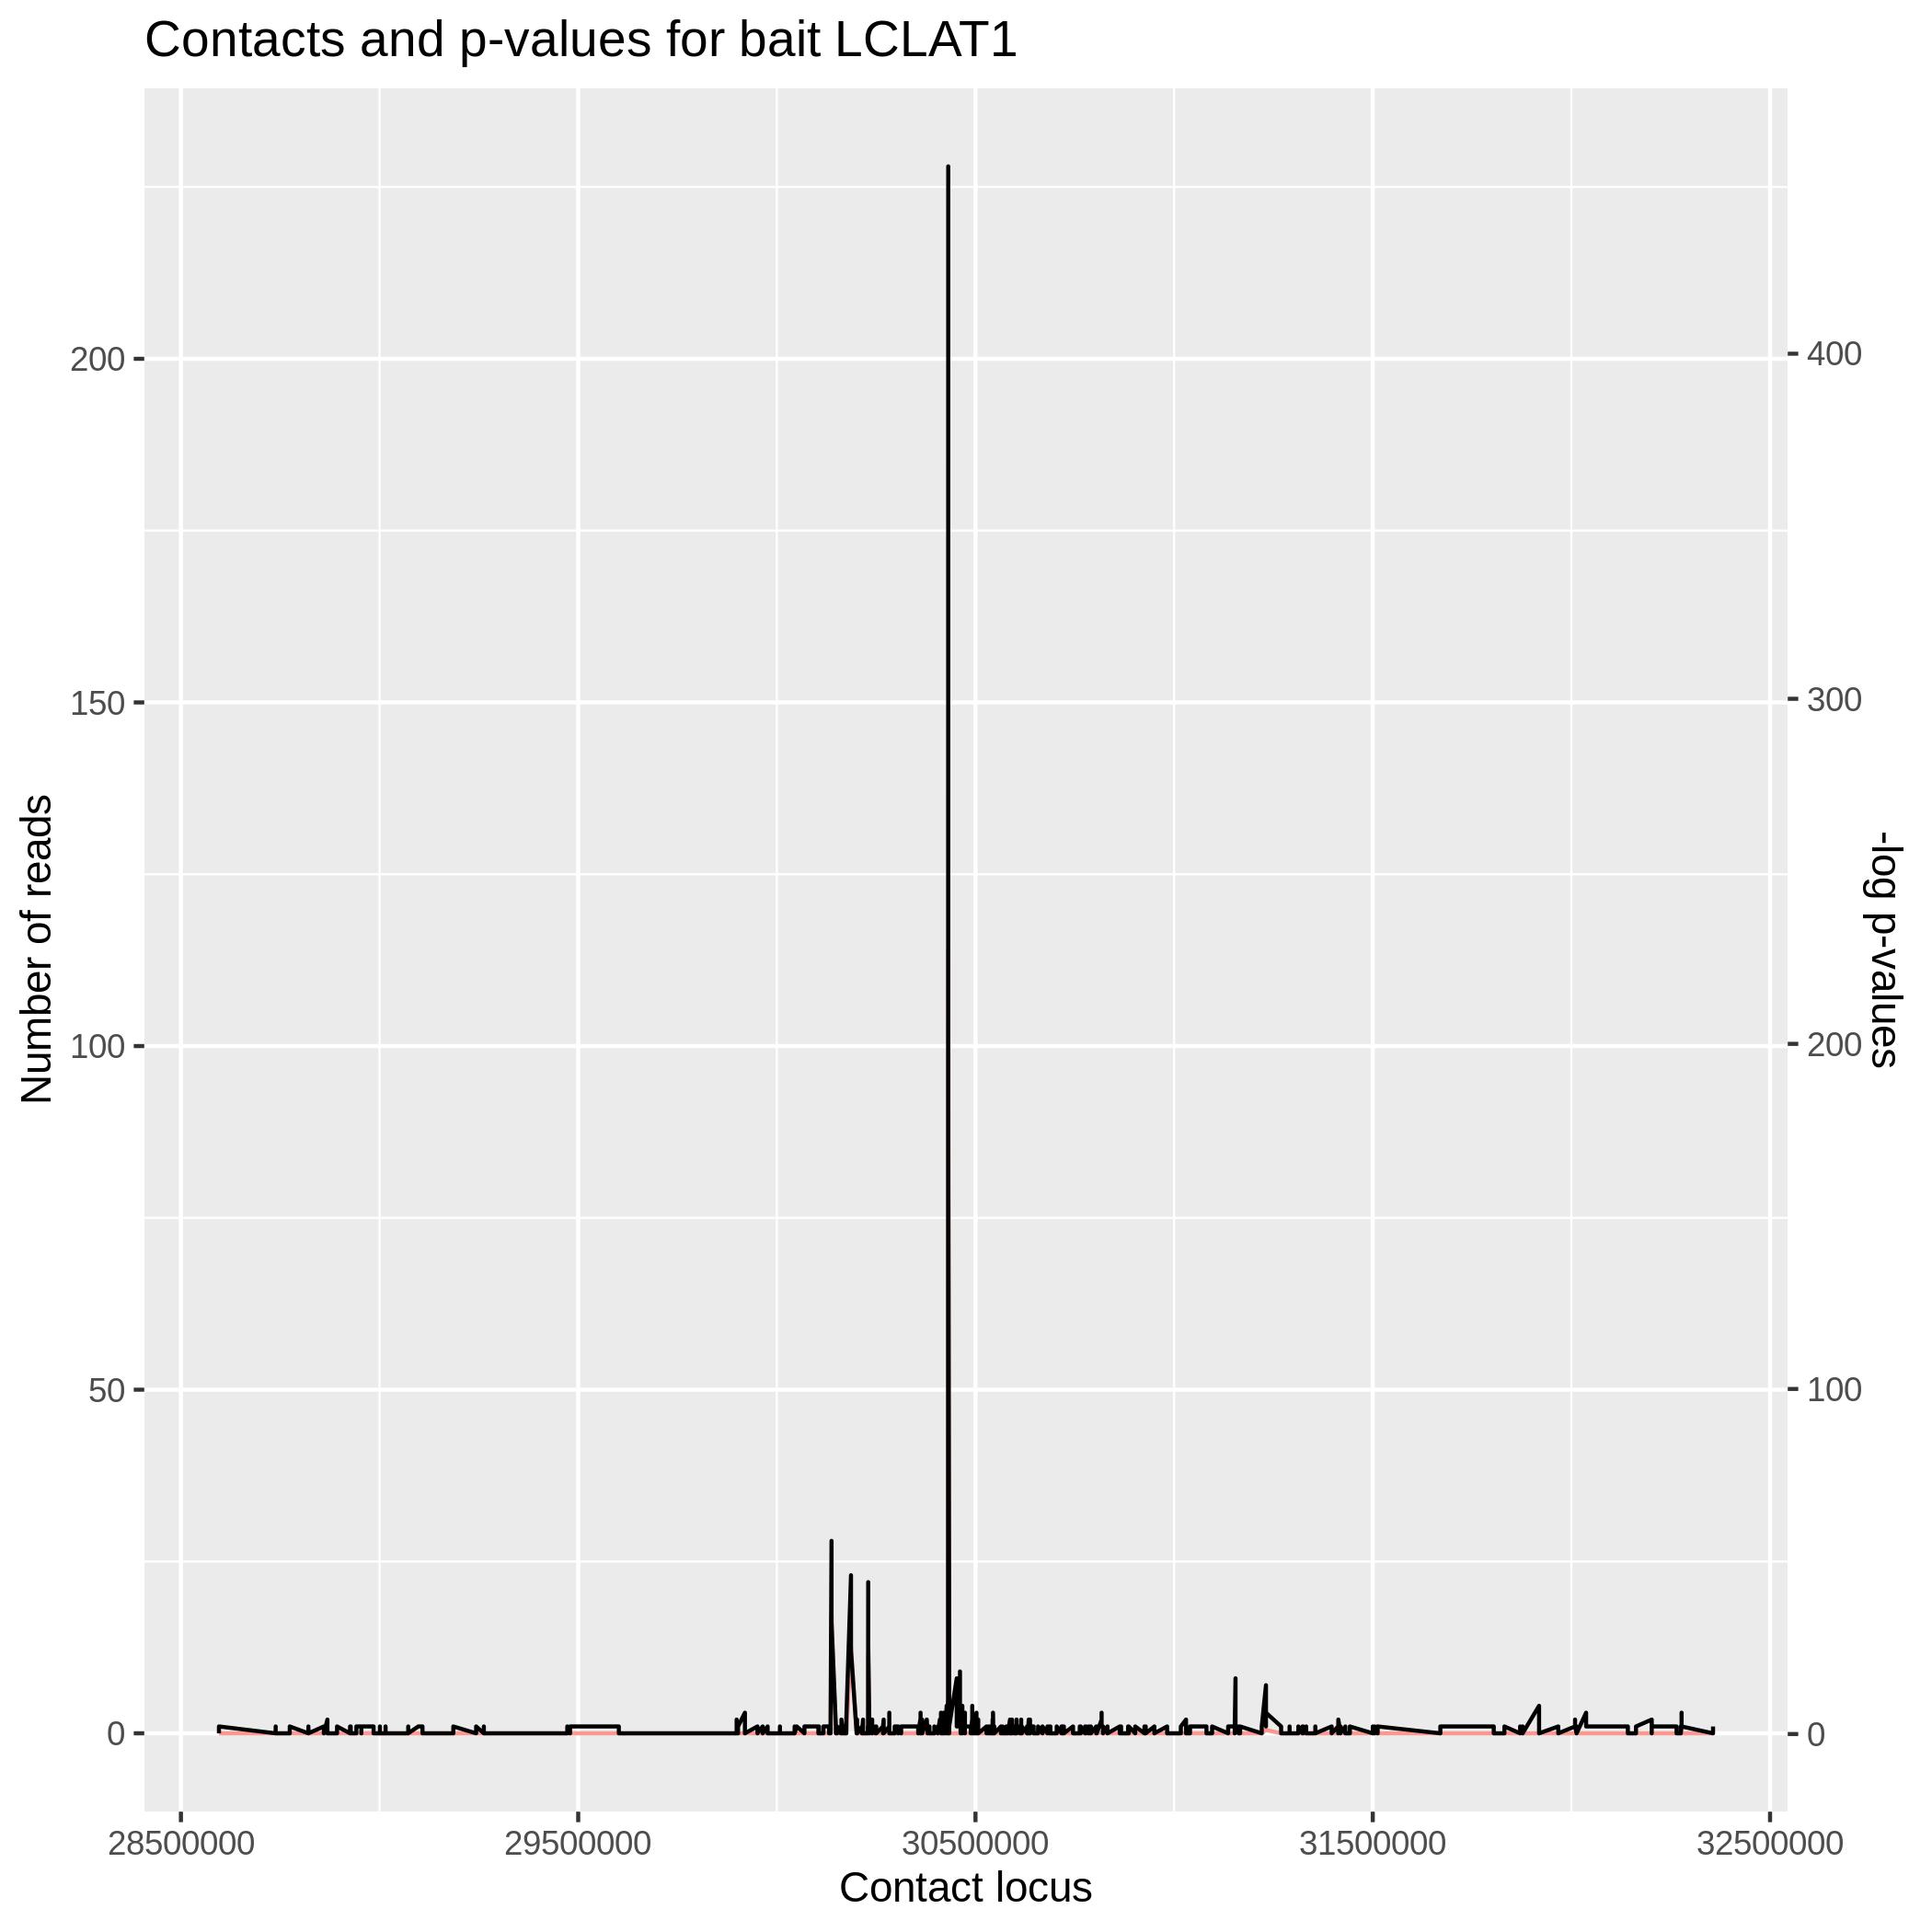 Contacts and p-values for bait LCLAT1
Number of reads
200
150
100
50
0
400
300
200
100
0
-log p-values
28500000 29500000 30500000 31500000 32500000
Contact locus